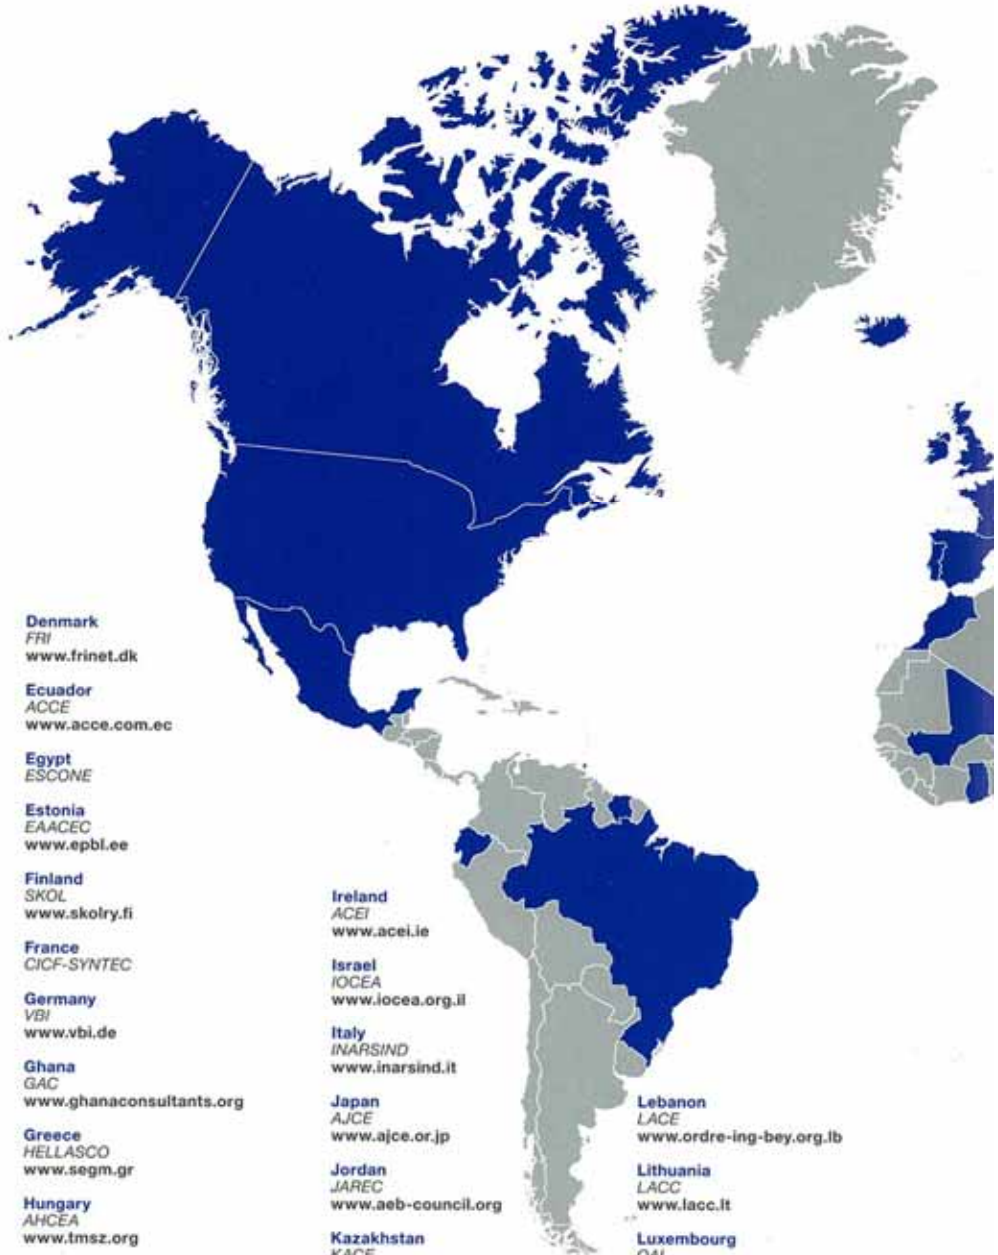 Denmark
FRI
www.frinet.dk
Ecuador
ACCE
www.acce.com.ec
Egypt
ESCONE
Estonia
EAACEC
www.epbl.ee
Finland
SKOL
www.skolry.fi
France
CICF-SYNTEC
Germany
VBI
www.vbi.de
Ghana
GAC
www.ghanaconsultants.org
Greece
HELLASCO
www.segm.gr
Hungary
AHCEA
www.tmsz.org
Ireland
ACEI
www.acei.ie
Israel
IOCEA
www.iocea.org.il
Italy
INARSIND
www.inarsind.it
Japan
AJCE
www.ajce.or.jp
Jordan
JAREC
www.aeb-council.org
Kazakhstan
KACE
Lebanon
LACE
www.ordre-ing-bey.org.lb
Lithuania
LACC
www.lacc.lt
Luxembourg
OAI